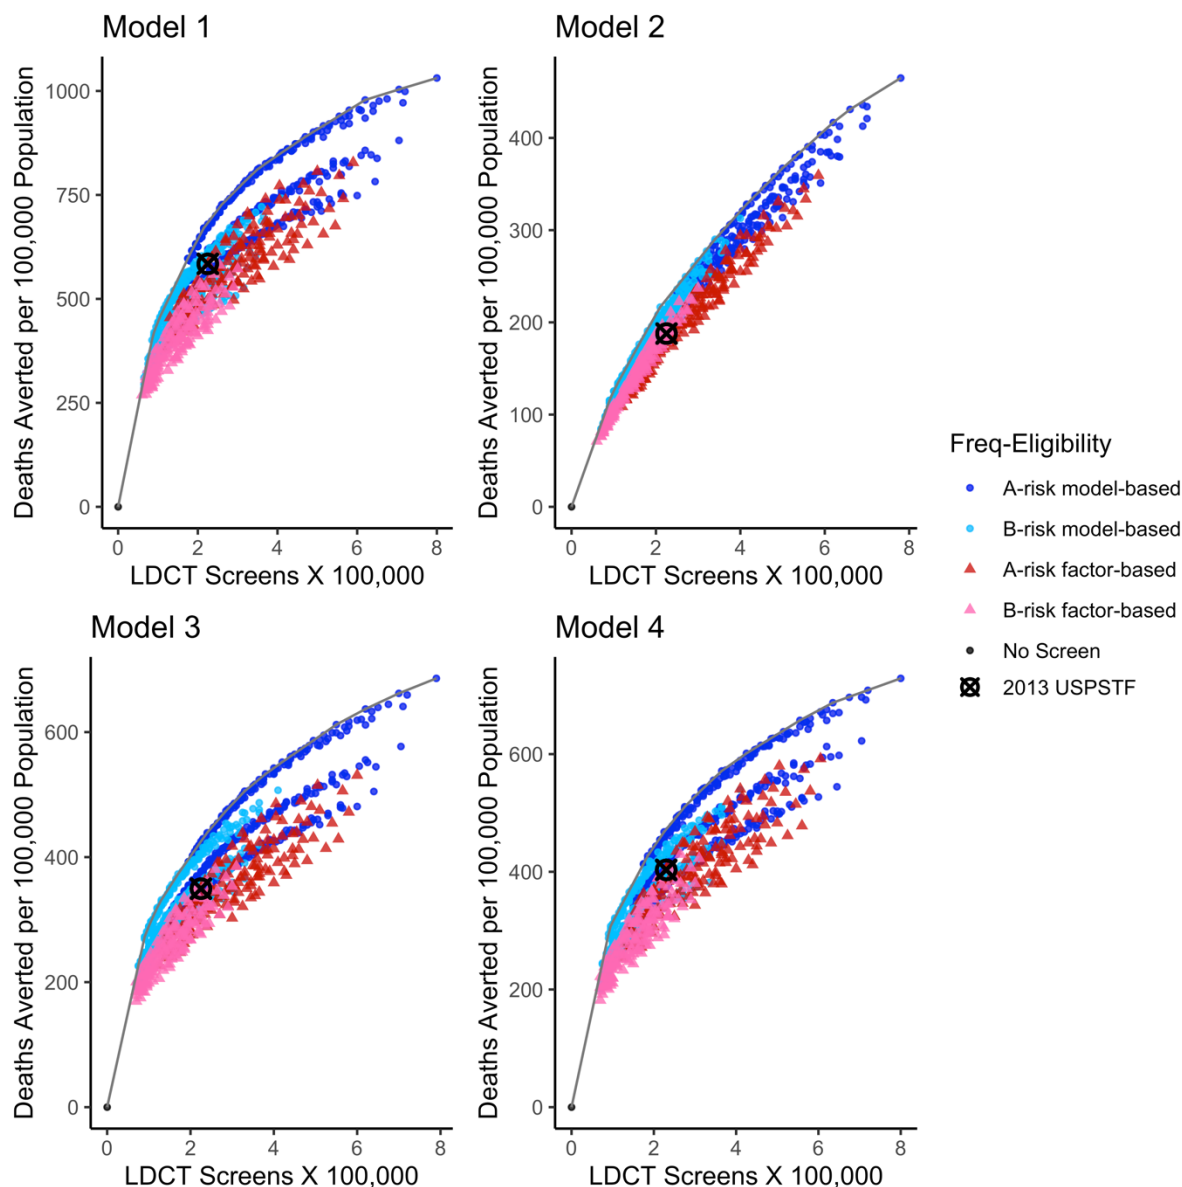 Model 1
Deaths Averted per 100,000 Population
1000
750
500
250
0
0 2 4 6 8
LDCT Screens X 100,000
Model 2
Deaths Averted per 100,000 Population
400
300
200
100
0
0 2 4 6 8
LDCT Screens X 100,000
Freq-Eligibility
A-risk model-based
B-risk model-based
A-risk factor-based
B-risk factor-based
No Screen
2013 USPSTF
Model 3
Deaths Averted per 100,000 Population
600
400
200
0
0 2 4 6 8
LDCT Screens X 100,000
Model 4
Deaths Averted per 100,000 Population
600
400
200
0
0 2 4 6 8
LDCT Screens X 100,000